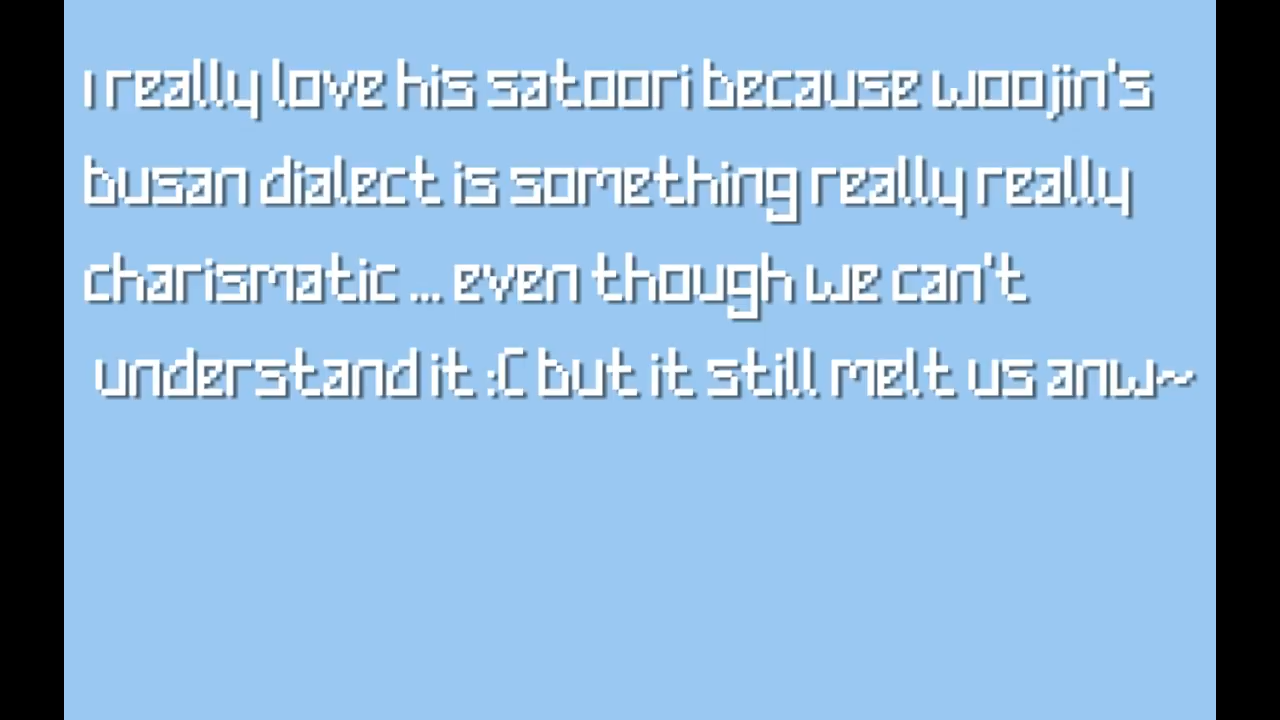 i really love his satoori because woojin's
busan dialect is something really really
charismatic ... even though we can't
understand it :C but it still melt us anw~